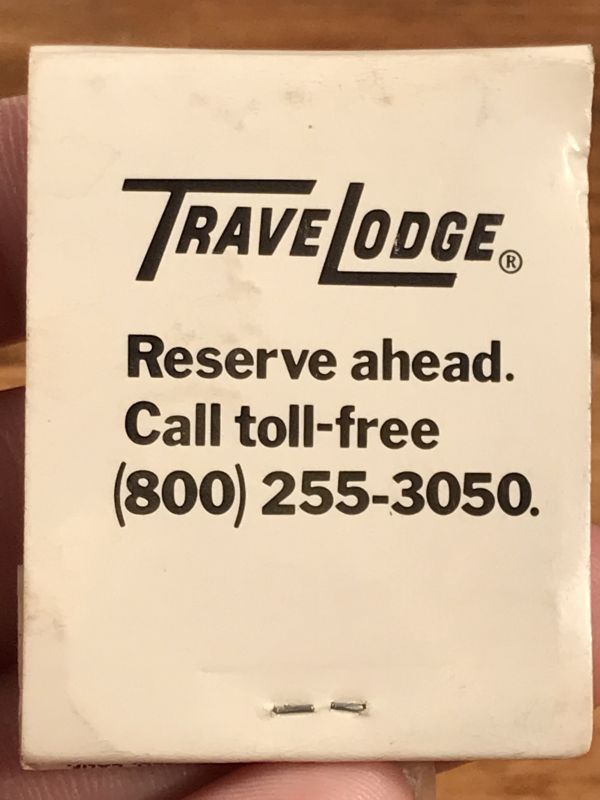 TRAVELODGE®
Reserve ahead.
Call toll-free
(800) 255-3050.